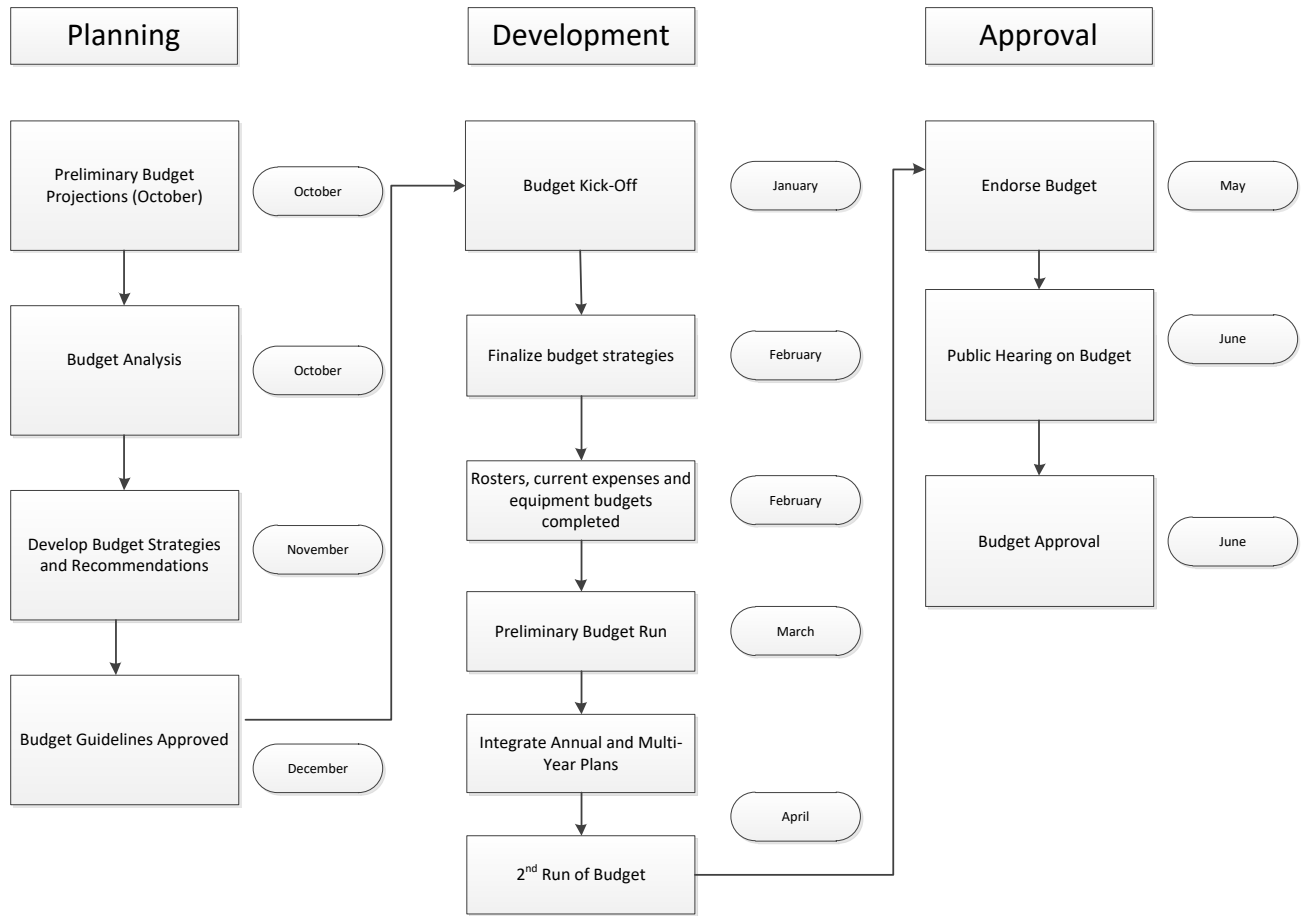 Planning
Preliminary Budget
Projections (October)
October
Budget Analysis
October
Develop Budget Strategies
and Recommendations
November
Budget Guidelines Approved
December
Development
Budget Kick-Off
January
Finalize budget strategies
February
Rosters, current expenses and
equipment budgets
completed
February
Preliminary Budget Run
March
Integrate Annual and Multi-
Year Plans
April
2nd Run of Budget
Approval
Endorse Budget
May
Public Hearing on Budget
June
Budget Approval
June